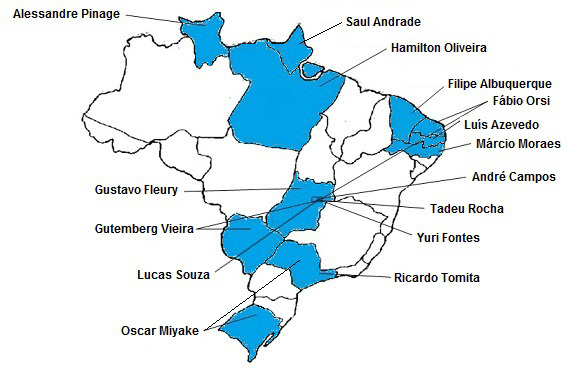 Alessandre Pinage
Saul Andrade
Hamilton Oliveira
Filipe Albuquerque
Fábio Orsi
Luís Azevedo
Márcio Moraes
André Campos
Gustavo Fleury
Tadeu Rocha
Gutemberg Vieira
Yuri Fontes
Lucas Souza
Ricardo Tomita
Oscar Miyake